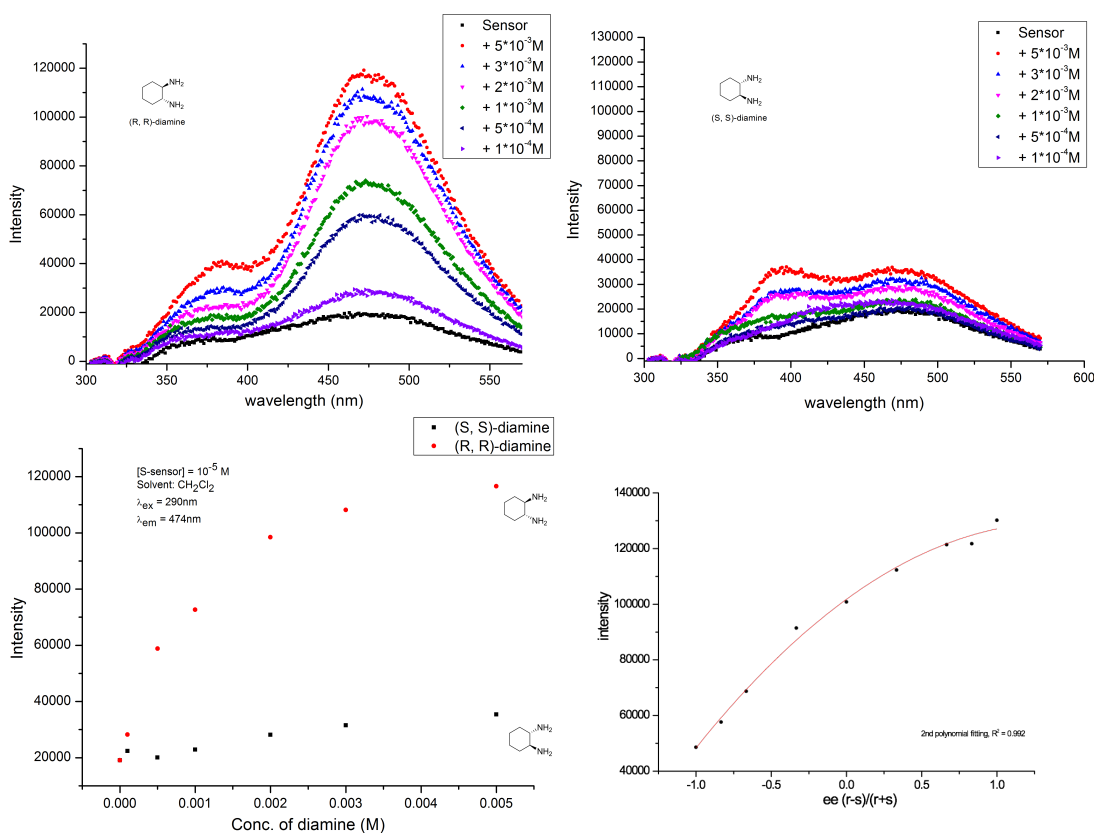 Sensor
+ 5*10⁻³M
+ 3*10⁻³M
+ 2*10⁻³M
+ 1*10⁻³M
+ 5*10⁻⁴M
+ 1*10⁻⁴M
NH₂
NH₂
(R, R)-diamine
120000
100000
80000
60000
40000
20000
0
Intensity
300 350 400 450 500 550
wavelength (nm)
Sensor
+ 5*10⁻³M
+ 3*10⁻³M
+ 2*10⁻³M
+ 1*10⁻³M
+ 5*10⁻⁴M
+ 1*10⁻⁴M
NH₂
NH₂
(S, S)-diamine
130000
120000
110000
100000
90000
80000
70000
60000
50000
40000
30000
20000
10000
0
Intensity
300 350 400 450 500 550 600
wavelength (nm)
(S, S)-diamine
(R, R)-diamine
[S-sensor] = 10⁻⁵ M
Solvent: CH₂Cl₂
λex = 290nm
λem = 474nm
NH₂
NH₂
NH₂
NH₂
120000
100000
80000
60000
40000
20000
Intensity
0.000 0.001 0.002 0.003 0.004 0.005
Conc. of diamine (M)
140000
120000
100000
80000
60000
40000
intensity
2nd polynomial fitting, R² = 0.992
-1.0 -0.5 0.0 0.5 1.0
ee (r-s)/(r+s)